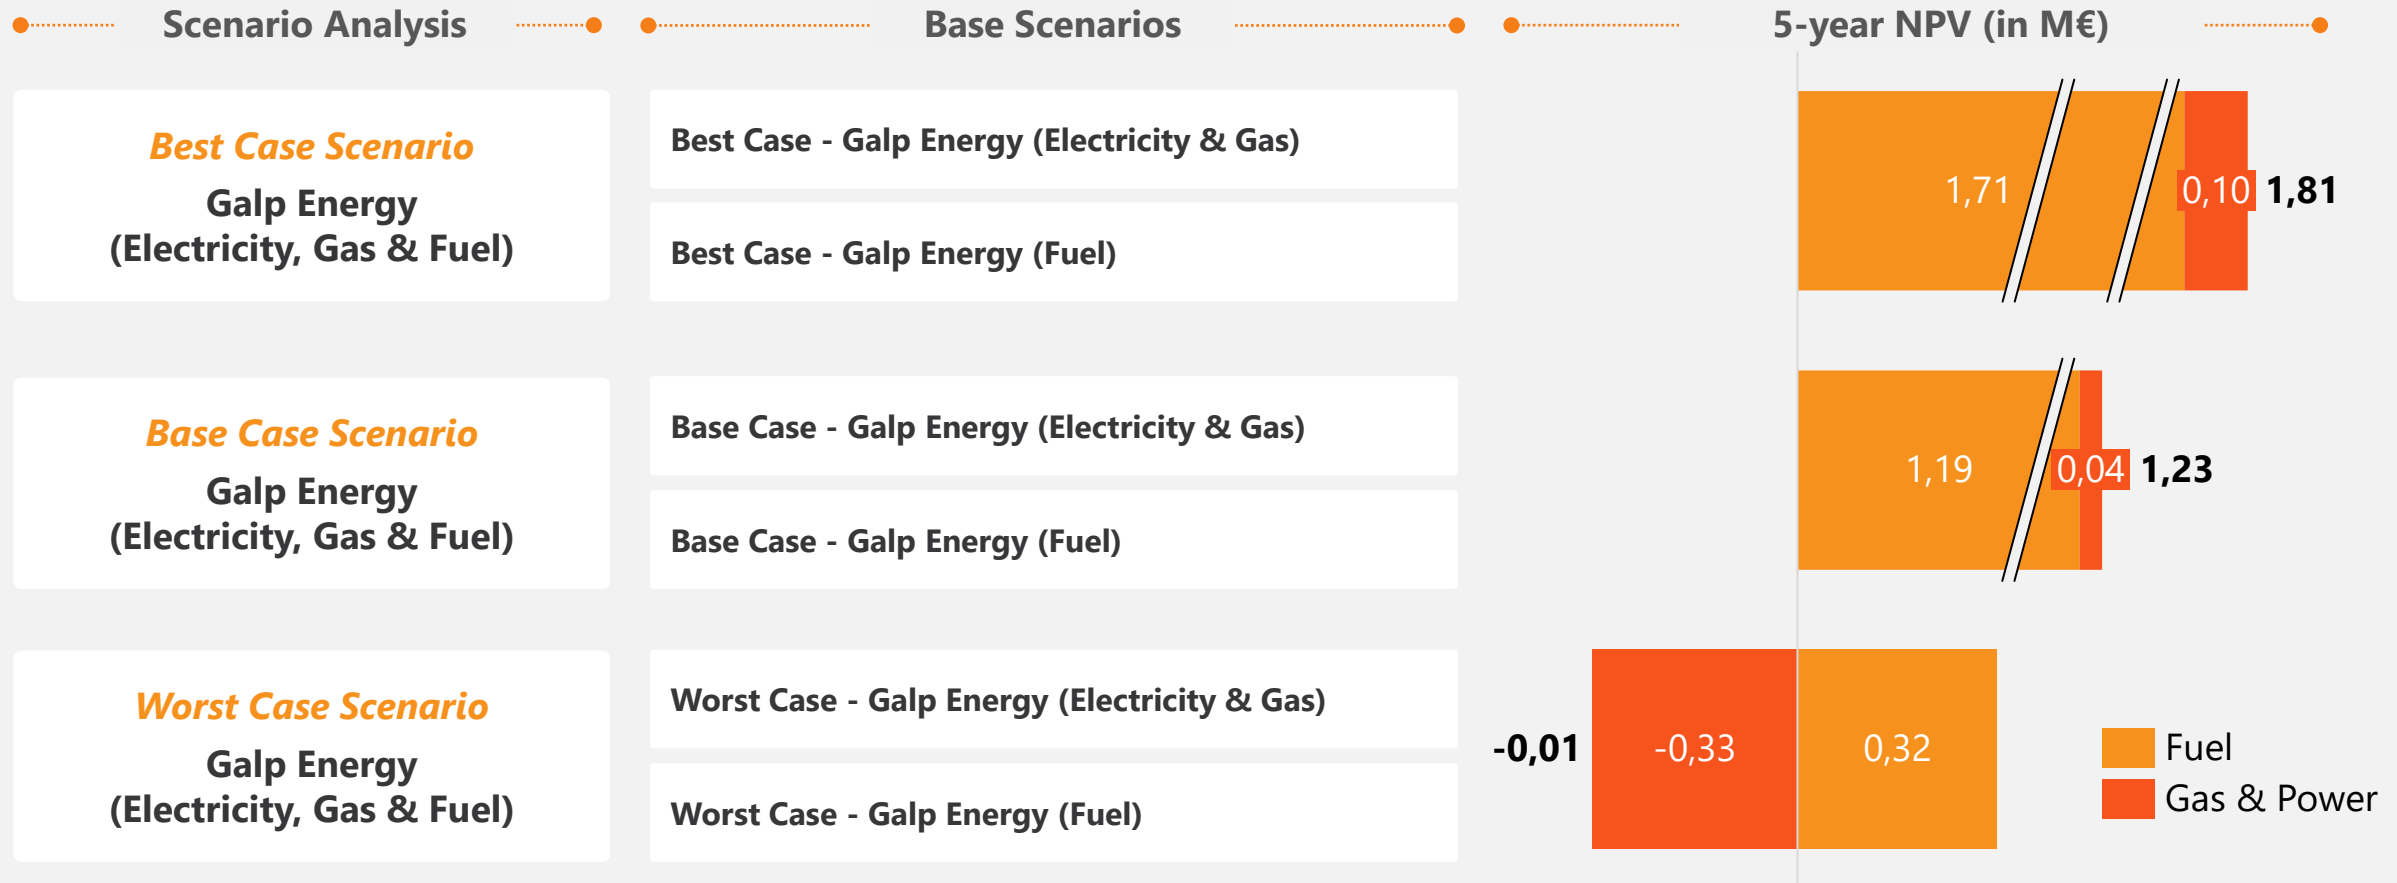 Scenario Analysis
Base Scenarios
5-year NPV (in M€)
Best Case Scenario
Galp Energy
(Electricity, Gas & Fuel)
Best Case - Galp Energy (Electricity & Gas)
Best Case - Galp Energy (Fuel)
1,71
0,10
1,81
Base Case Scenario
Galp Energy
(Electricity, Gas & Fuel)
Base Case - Galp Energy (Electricity & Gas)
Base Case - Galp Energy (Fuel)
1,19
0,04
1,23
Worst Case Scenario
Galp Energy
(Electricity, Gas & Fuel)
Worst Case - Galp Energy (Electricity & Gas)
Worst Case - Galp Energy (Fuel)
-0,01
-0,33
0,32
Fuel
Gas & Power